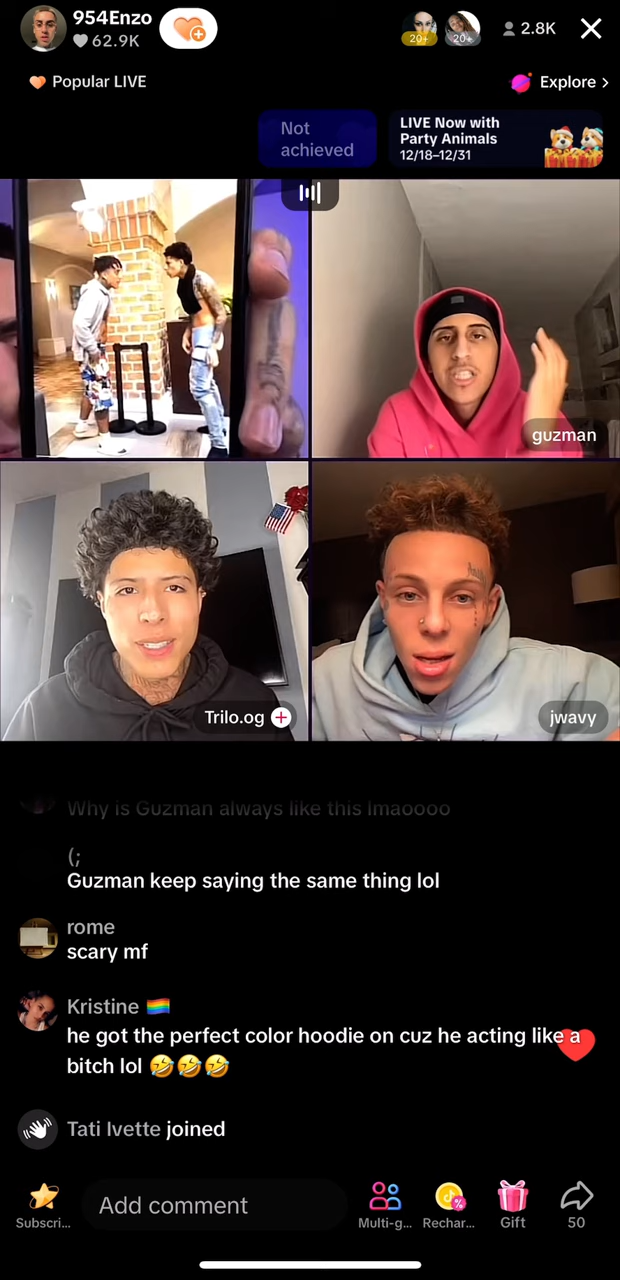 954Enzo
62.9K
20+
20+
2.8K
Popular LIVE
Explore >
Not
achieved
LIVE Now with
Party Animals
12/18–12/31
guzman
Trilo.og
jwavy
Why is Guzman always like this lmaoooo
(;
Guzman keep saying the same thing lol
rome
scary mf
Kristine 🏳️‍🌈
he got the perfect color hoodie on cuz he acting like a
bitch lol 🤣🤣🤣
Tati Ivette joined
Subscri...
Add comment
Multi-g...
Rechar...
Gift
50